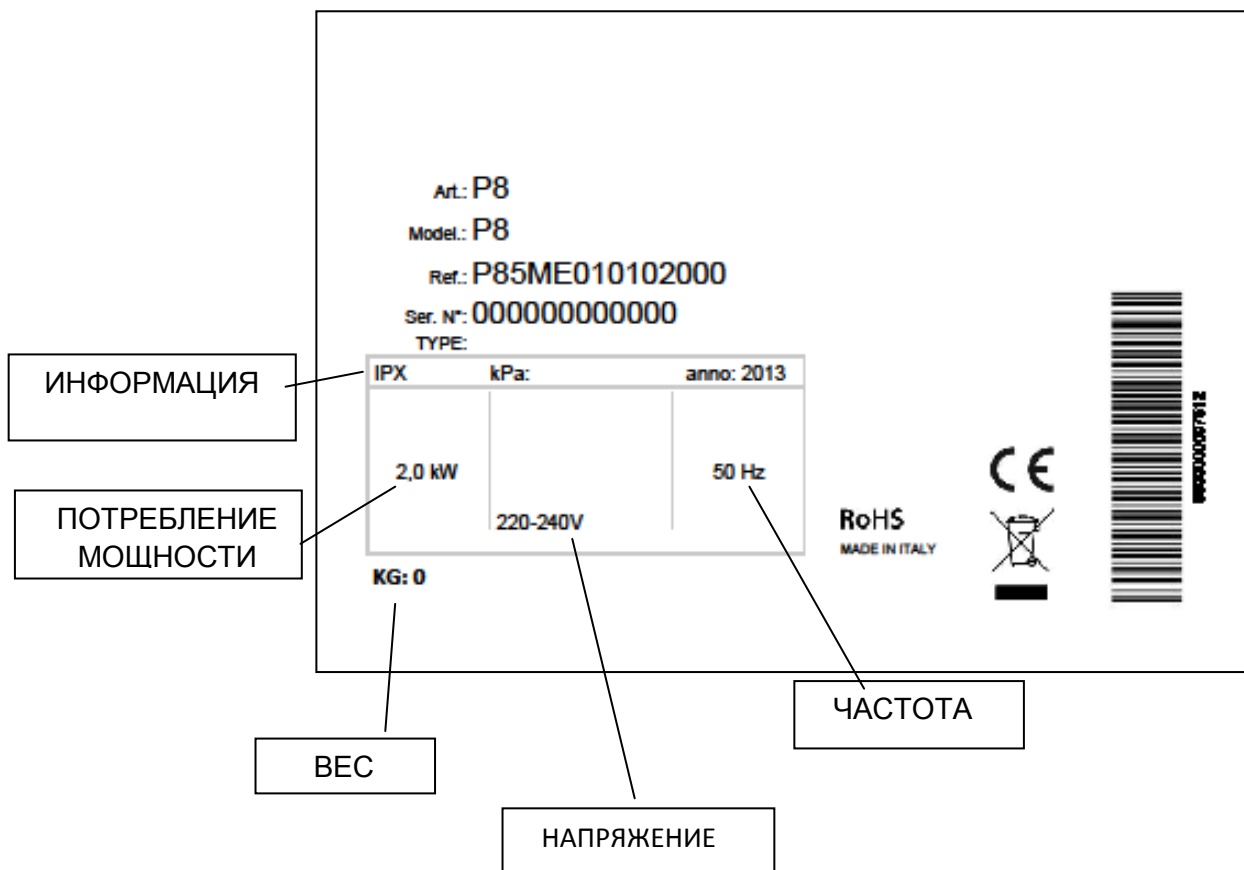 Art.: P8
Model.: P8
Ref.: P85ME010102000
Ser. N°: 000000000000
TYPE:
ИНФОРМАЦИЯ
IPX kPa: anno: 2013
2,0 kW 50 Hz
220-240V
ПОТРЕБЛЕНИЕ
МОЩНОСТИ
KG: 0
CE
RoHS
MADE IN ITALY
ЧАСТОТА
ВЕС
НАПРЯЖЕНИЕ